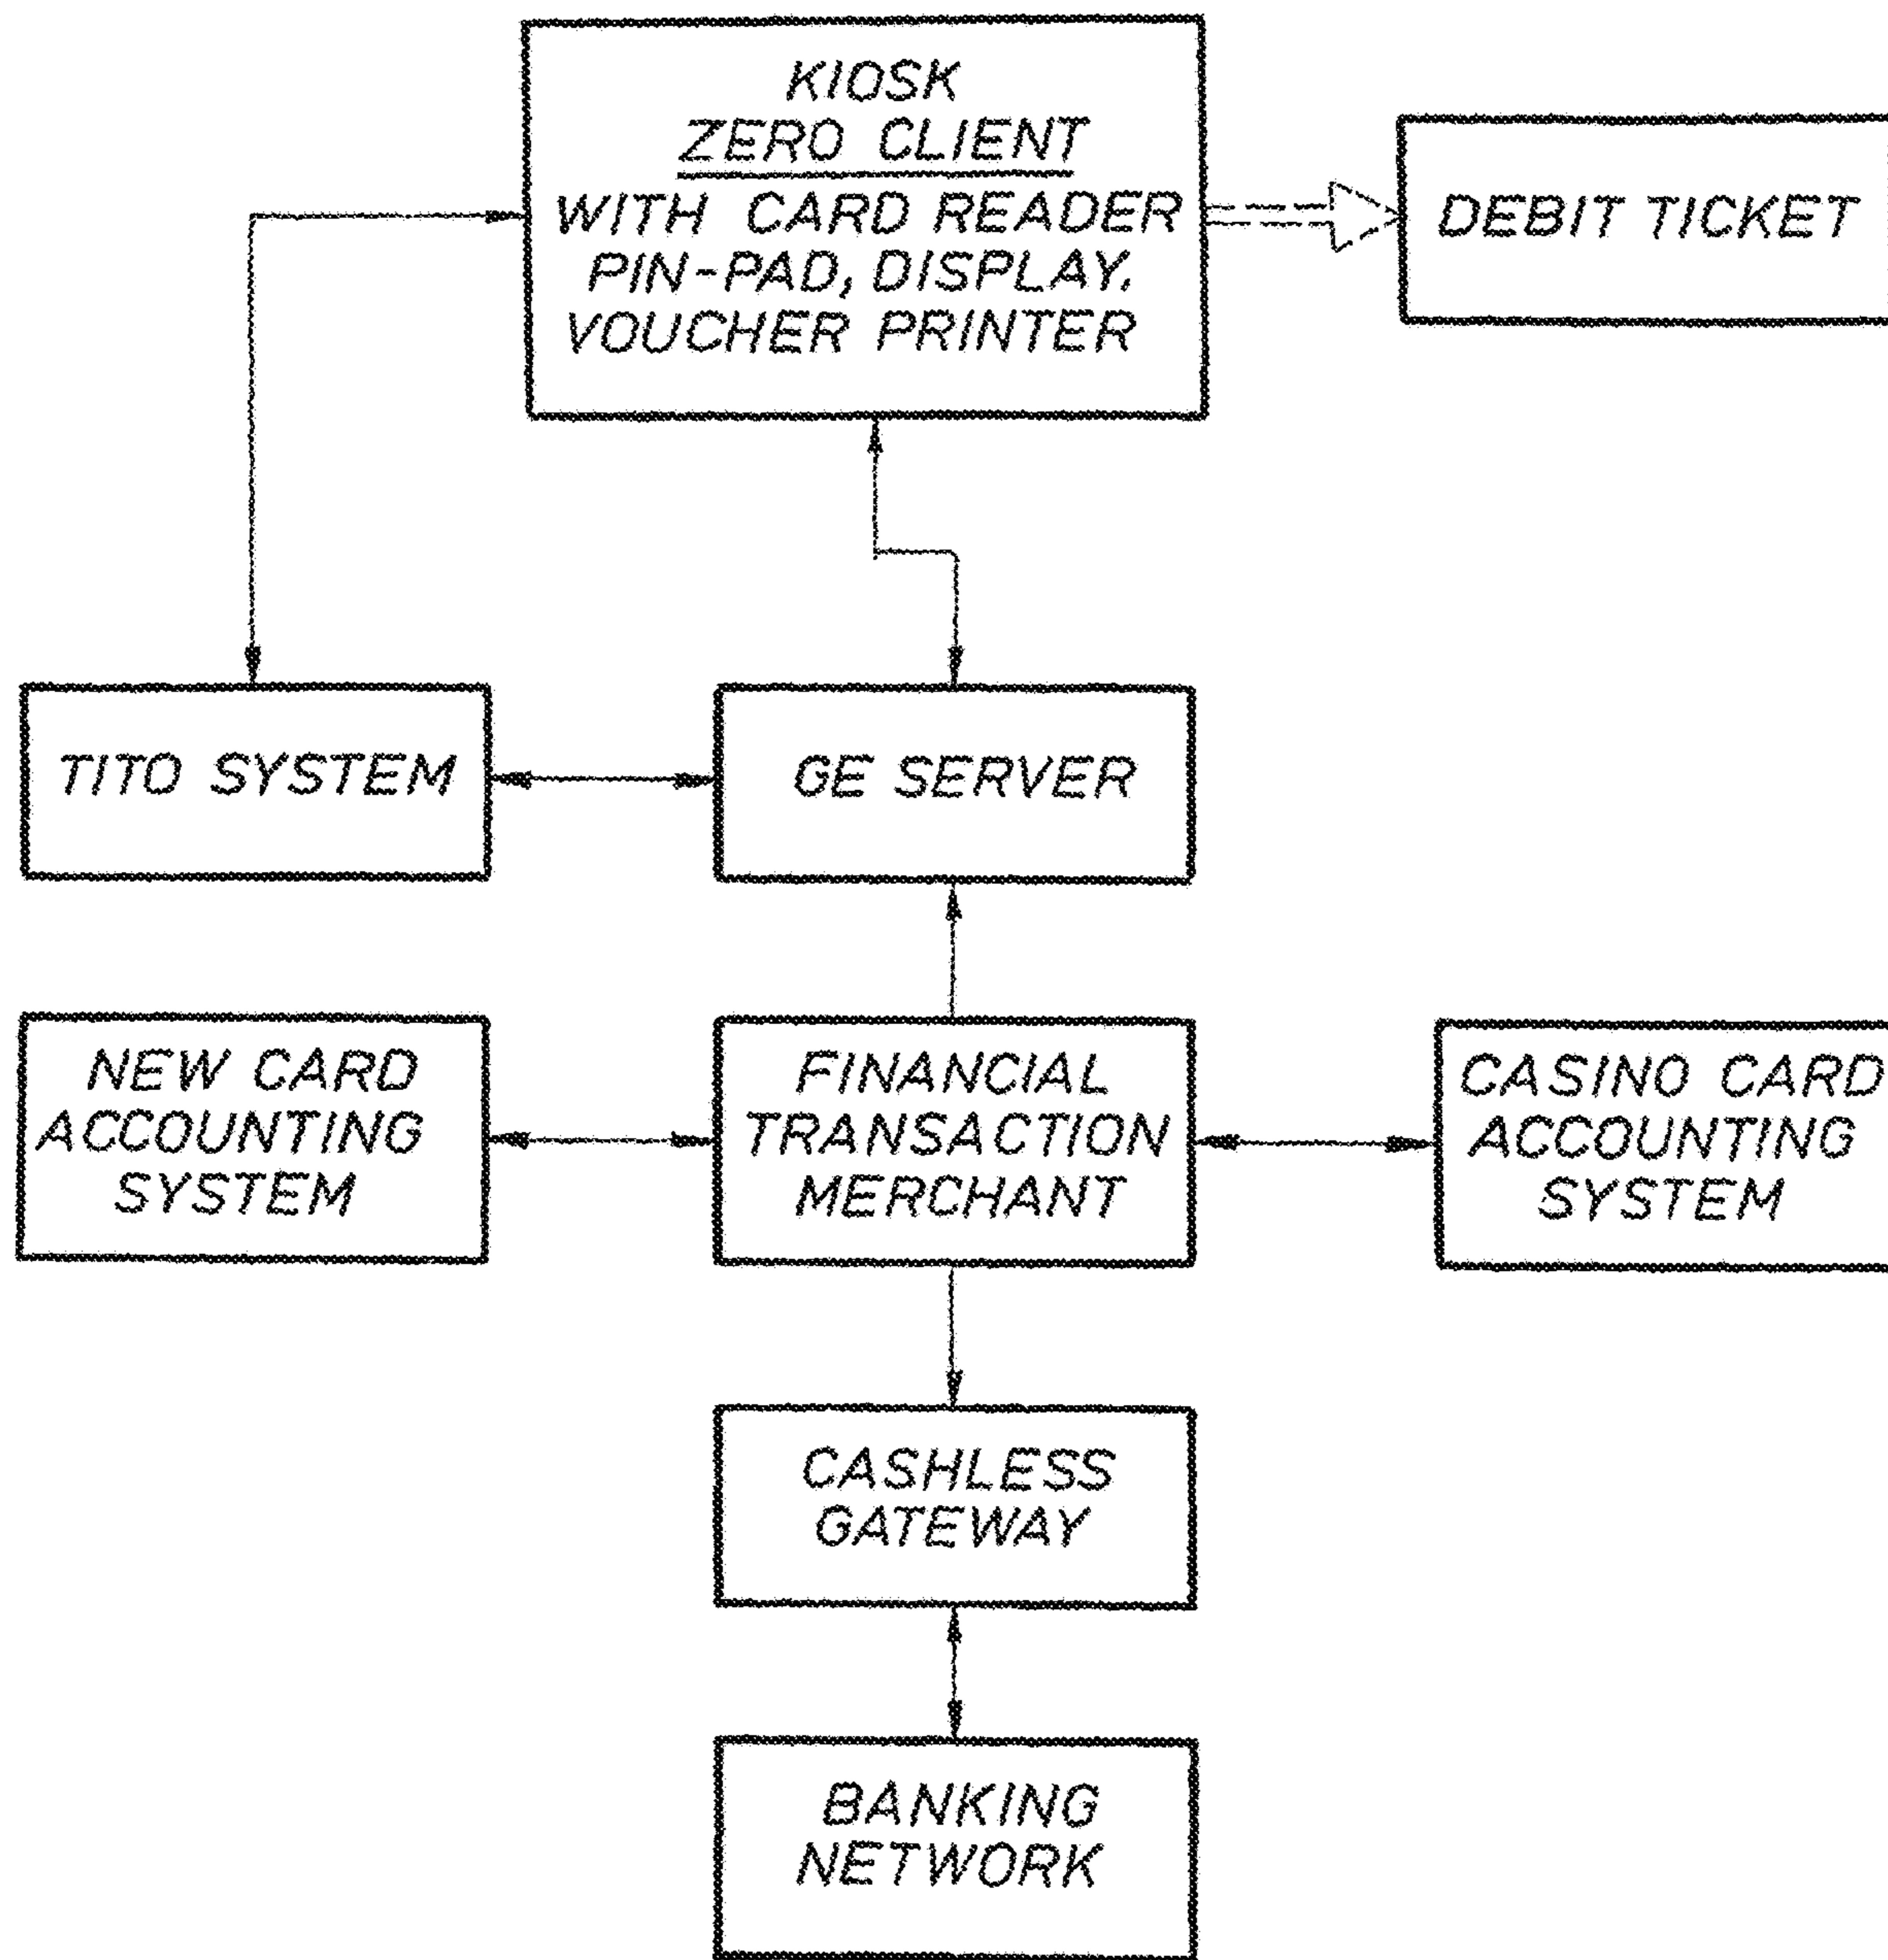 KIOSK
ZERO CLIENT
WITH CARD READER
PIN-PAD, DISPLAY.
VOUCHER PRINTER
DEBIT TICKET
TITO SYSTEM
GE SERVER
NEW CARD
ACCOUNTING
SYSTEM
FINANCIAL
TRANSACTION
MERCHANT
CASINO CARD
ACCOUNTING
SYSTEM
CASHLESS
GATEWAY
BANKING
NETWORK